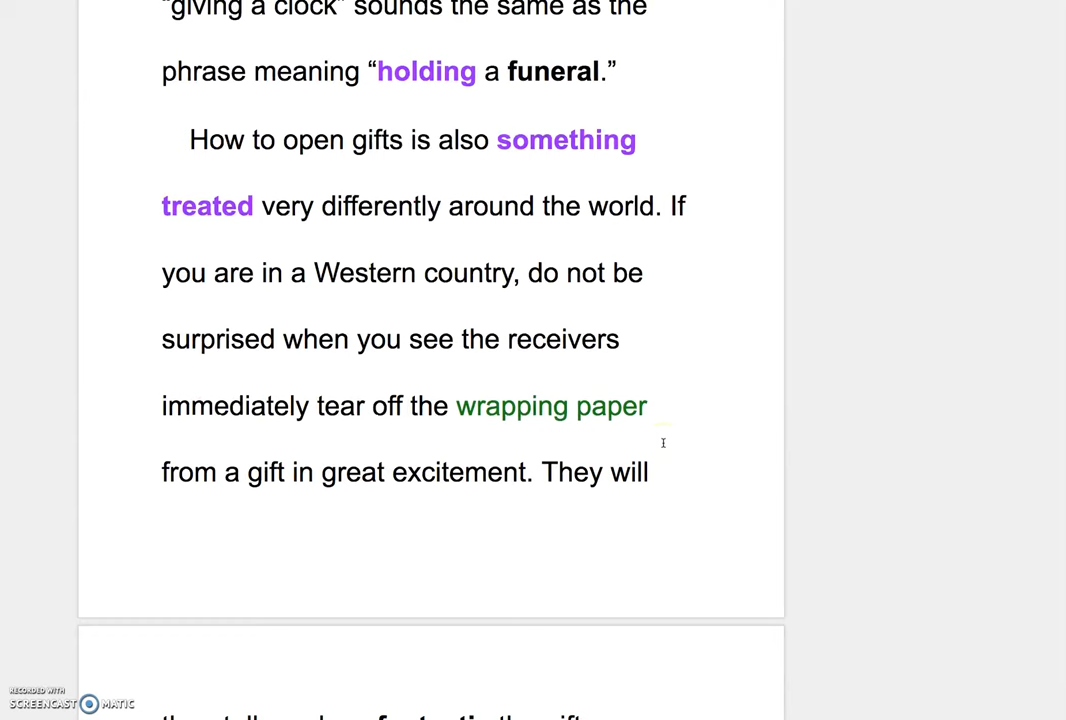 "giving a clock" sounds the same as the
phrase meaning “holding a funeral.”
How to open gifts is also something
treated very differently around the world. If
you are in a Western country, do not be
surprised when you see the receivers
immediately tear off the wrapping paper
from a gift in great excitement. They will
RECORDED WITH
SCREENCAST MATIC